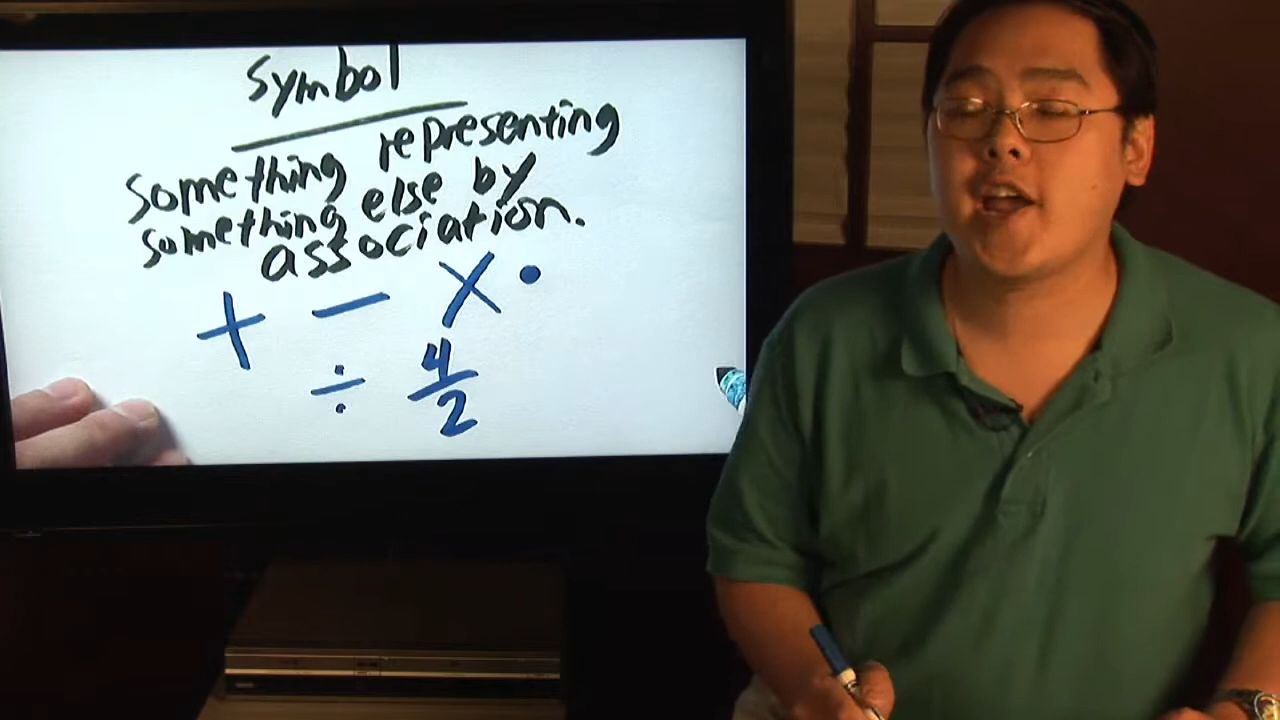 Symbol
Something representing
something else by
association.
+ − × •
÷ 4/2